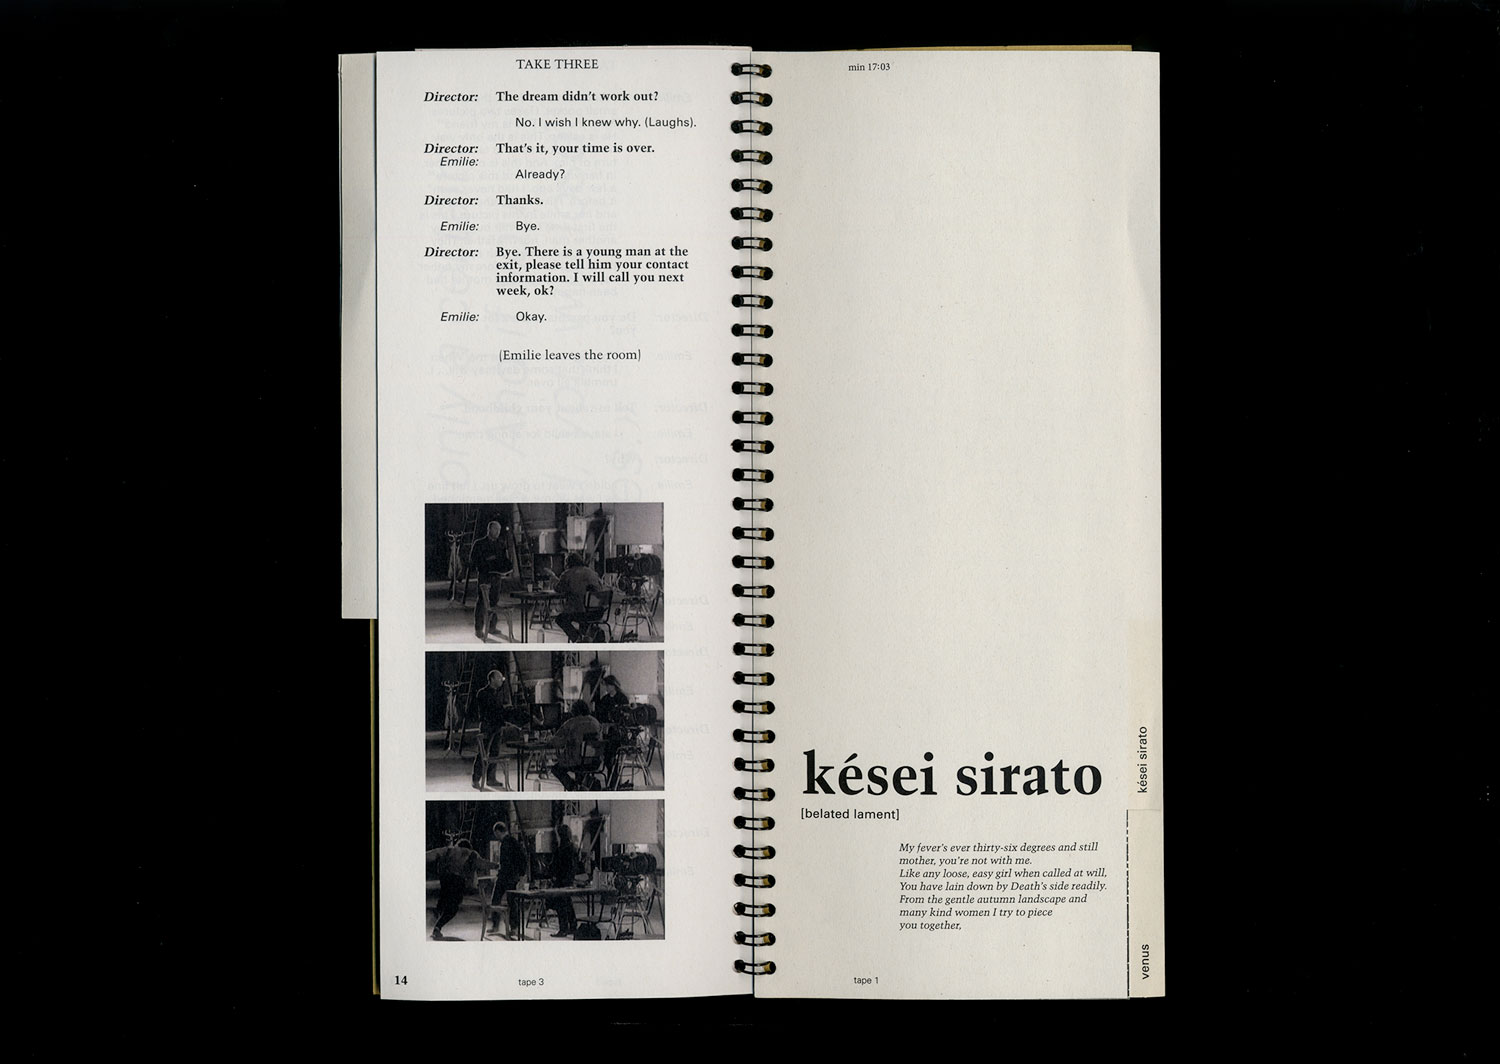 TAKE THREE
Director: The dream didn't work out?
No. I wish I knew why. (Laughs).
Director: That's it, your time is over.
Emilie:
Already?
Director: Thanks.
Emilie: Bye.
Director: Bye. There is a young man at the
exit, please tell him your contact
information. I will call you next
week, ok?
Emilie: Okay.
(Emilie leaves the room)
14
tape 3
min 17:03
kései sirato
[belated lament]
My fever's ever thirty-six degrees and still
mother, you're not with me.
Like any loose, easy girl when called at will,
You have lain down by Death's side readily.
From the gentle autumn landscape and
many kind women I try to piece
you together,
tape 1
kései sirato
venus